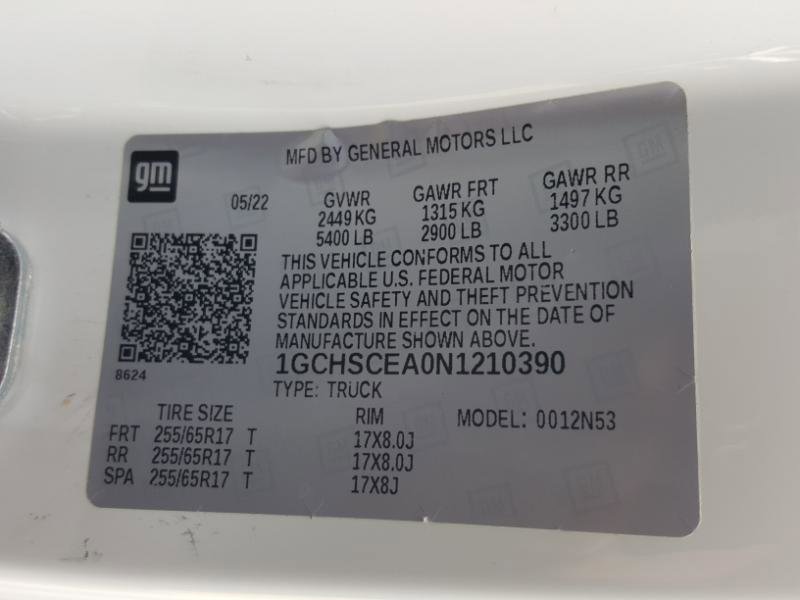 gm
MFD BY GENERAL MOTORS LLC
05/22 GVWR GAWR FRT GAWR RR
2449 KG 1315 KG 1497 KG
5400 LB 2900 LB 3300 LB
THIS VEHICLE CONFORMS TO ALL
APPLICABLE U.S. FEDERAL MOTOR
VEHICLE SAFETY AND THEFT PREVENTION
STANDARDS IN EFFECT ON THE DATE OF
MANUFACTURE SHOWN ABOVE.
8624
1GCHSCEA0N1210390
TYPE: TRUCK
TIRE SIZE RIM MODEL: 0012N53
FRT 255/65R17 T 17X8.0J
RR 255/65R17 T 17X8.0J
SPA 255/65R17 T 17X8J